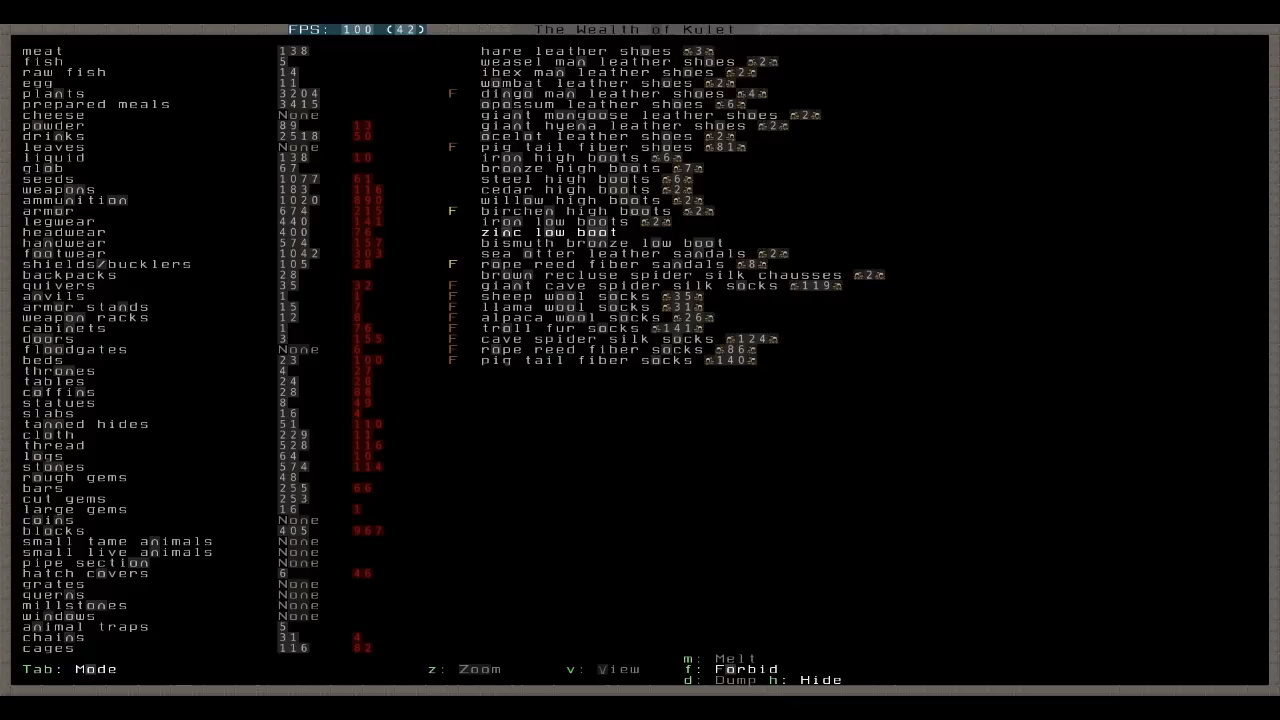 FPS: 100 (42) The Wealth of Kulet
meat 138
fish 5
raw fish 14
egg 11
plants 3204
prepared meals 3415
cheese None
powder 89 13
drinks 2518 50
leaves None
liquid 138 10
glob 67
seeds 1077 61
weapons 183 116
ammunition 1020 890
armor 674 215
legwear 440 141
headwear 400 76
handwear 574 157
footwear 1042 303
shields/bucklers 105 28
backpacks 28
quivers 35 32
anvils 1 1
armor stands 15 7
weapon racks 12 8
cabinets 1 76
doors 3 155
floodgates None 6
beds 23 100
thrones 4 27
tables 24 28
coffins 28 68
statues 8 49
slabs 16 4
tanned hides 51 110
cloth 229 11
thread 528 116
logs 64 10
stones 574 114
rough gems 48
bars 255 66
cut gems 253
large gems 16 1
coins None
blocks 405 967
small tame animals None
small live animals None
pipe section None
hatch covers 6 46
grates None
querns None
millstones None
windows None
animal traps 5
chains 31 4
cages 116 82
hare leather shoes 3
weasel man leather shoes 2
ibex man leather shoes 2
wombat leather shoes 2
F dingo man leather shoes 4
opossum leather shoes 6
giant mongoose leather shoes 2
giant hyena leather shoes 2
ocelot leather shoes 2
F pig tail fiber shoes 81
iron high boots 6
bronze high boots 7
steel high boots 6
cedar high boots 2
willow high boots 2
F birchen high boots 2
iron low boots 2
zinc low boot
bismuth bronze low boot
sea otter leather sandals 2
F rope reed fiber sandals 8
brown recluse spider silk chausses 2
F giant cave spider silk socks 119
F sheep wool socks 35
F llama wool socks 31
F alpaca wool socks 26
F troll fur socks 141
F cave spider silk socks 124
F rope reed fiber socks 86
F pig tail fiber socks 140
m: Melt
Tab: Mode z: Zoom v: View f: Forbid
d: Dump h: Hide